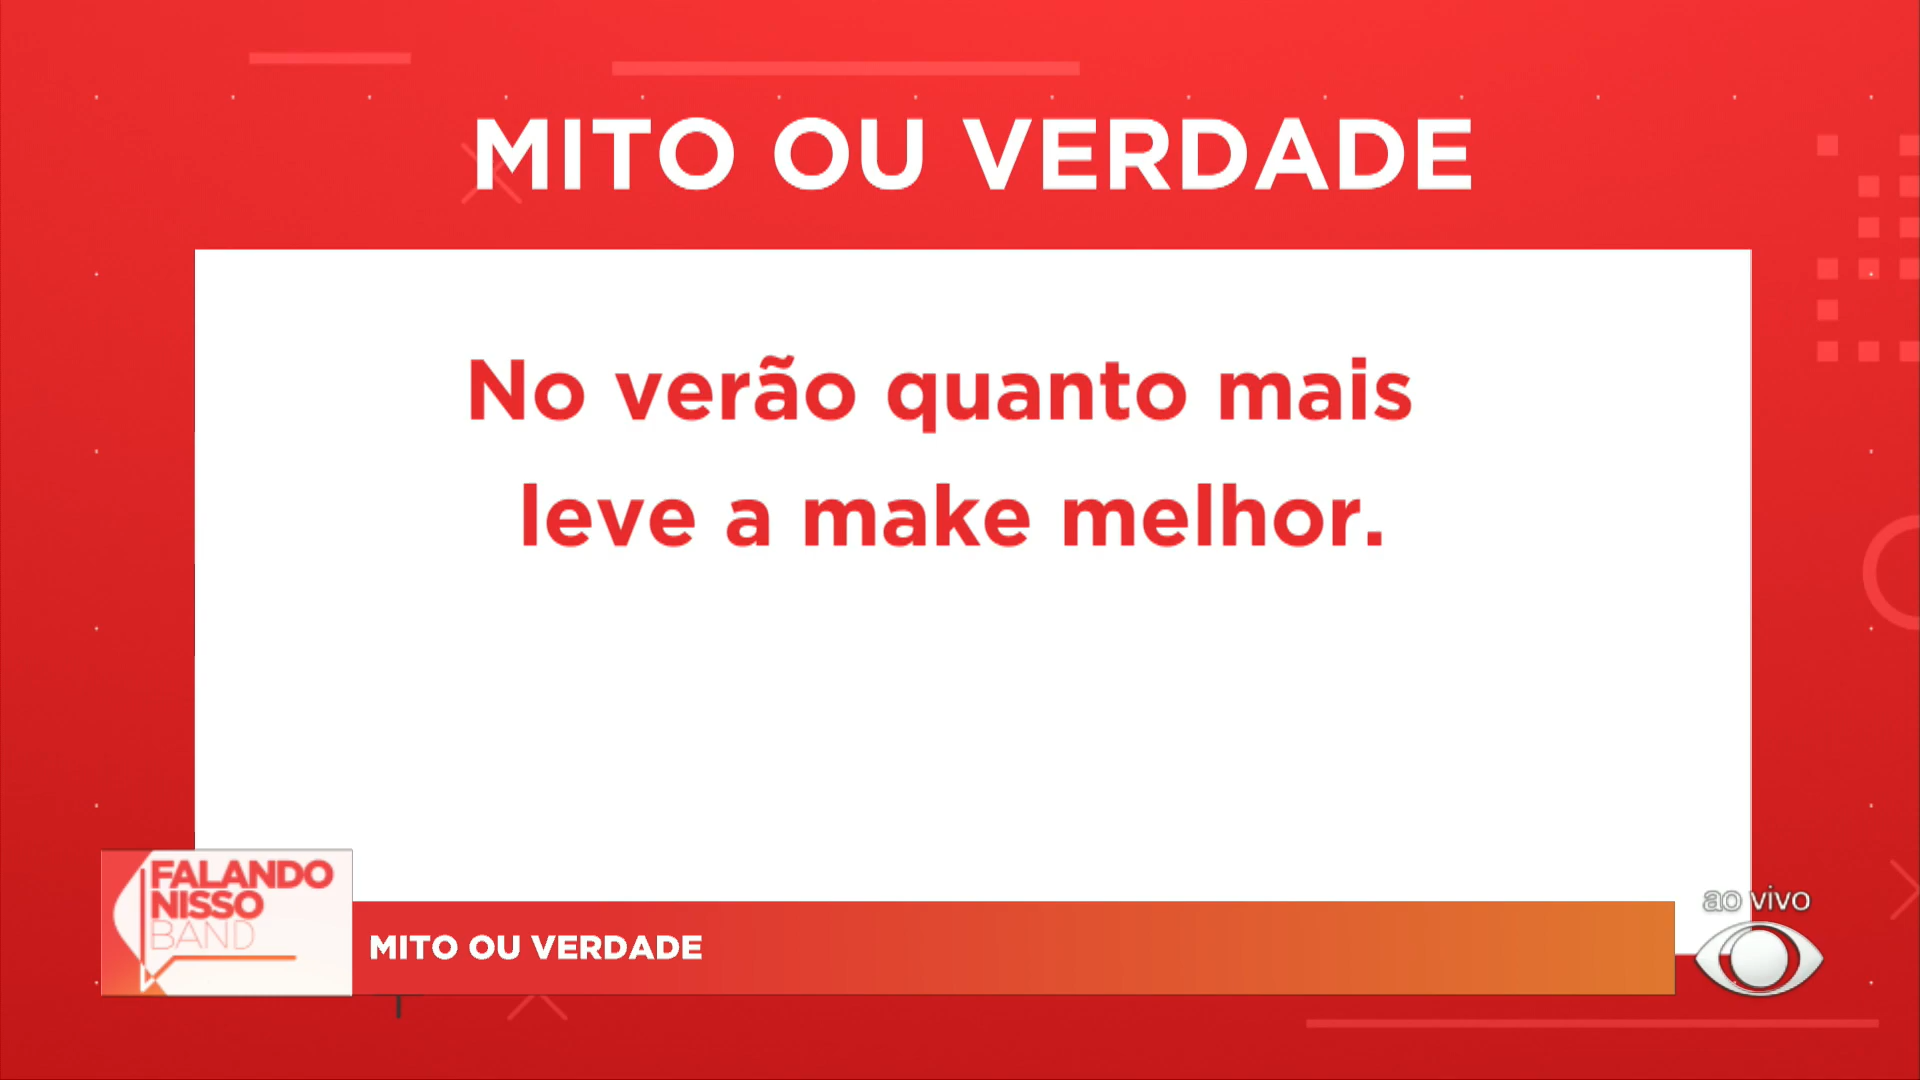 MITO OU VERDADE
No verão quanto mais
leve a make melhor.
FALANDO
NISSO
BAND
MITO OU VERDADE
ao vivo